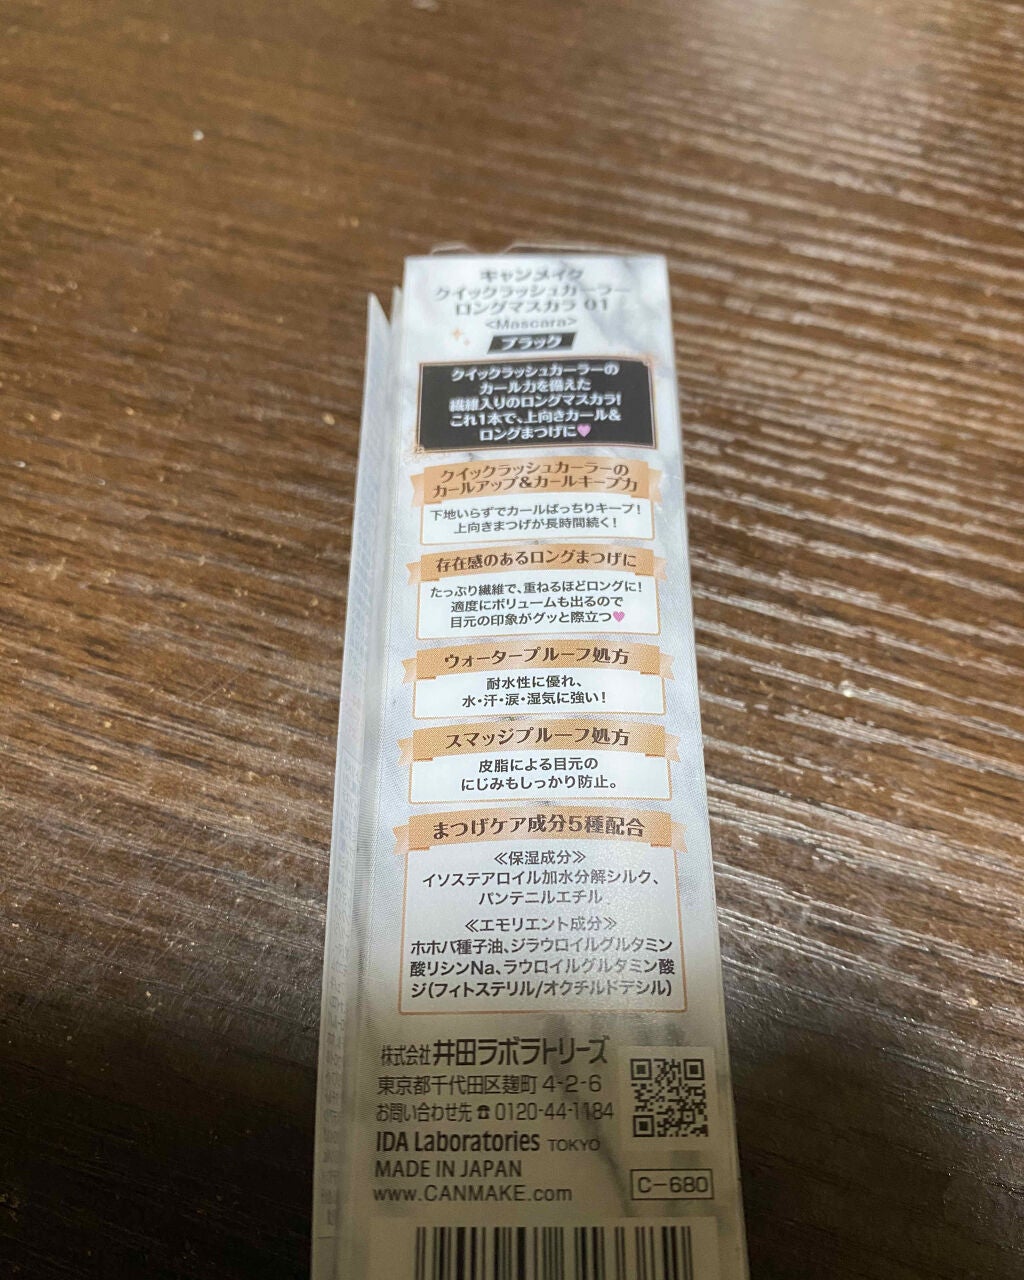 キャンメイク
クイックラッシュカーラー
ロングマスカラ 01
<Mascara>
ブラック
クイックラッシュカーラーの
カール力を備えた
繊維入りのロングマスカラ!
これ1本で、上向きカール&
ロングまつげに♥
クイックラッシュカーラーの
カールアップ&カールキープ力
下地いらずでカールばっちりキープ!
上向きまつげが長時間続く!
存在感のあるロングまつげに
たっぷり繊維で、重ねるほどロングに!
適度にボリュームも出るので
目元の印象がグッと際立つ♥
ウォータープルーフ処方
耐水性に優れ、
水・汗・涙・湿気に強い!
スマッジプルーフ処方
皮脂による目元の
にじみもしっかり防止。
まつげケア成分5種配合
≪保湿成分≫
イソステアロイル加水分解シルク、
パンテニルエチル
≪エモリエント成分≫
ホホバ種子油、ジラウロイルグルタミン
酸リシンNa、ラウロイルグルタミン酸
ジ(フィトステリル/オクチルドデシル)
株式会社井田ラボラトリーズ
東京都千代田区麹町 4-2-6
お問い合わせ先 ☎ 0120-44-1184
IDA Laboratories TOKYO
MADE IN JAPAN
www.CANMAKE.com
C-680